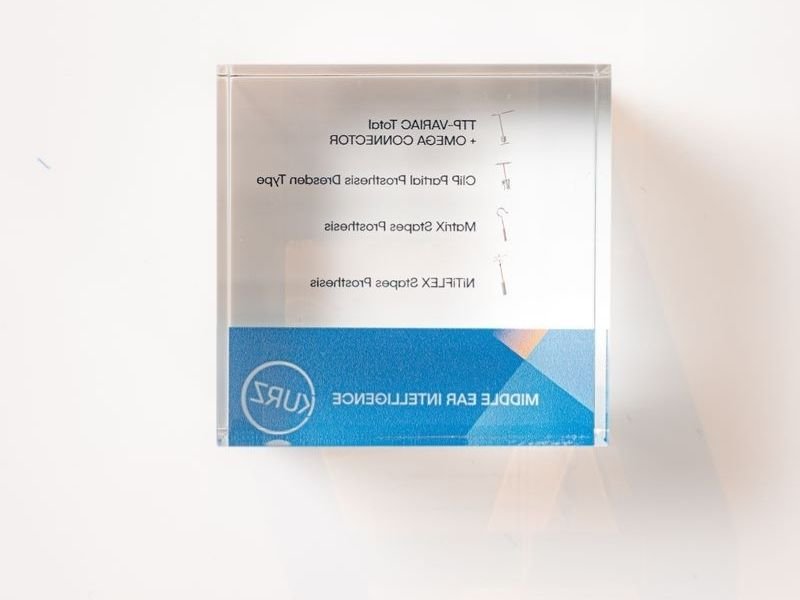 TTP-VARIAC Total
+ OMEGA CONNECTOR
CliP Partial Prosthesis Dresden Type
MatriX Stapes Prosthesis
NiTiFLEX Stapes Prosthesis
MIDDLE EAR INTELLIGENCE
KURZ